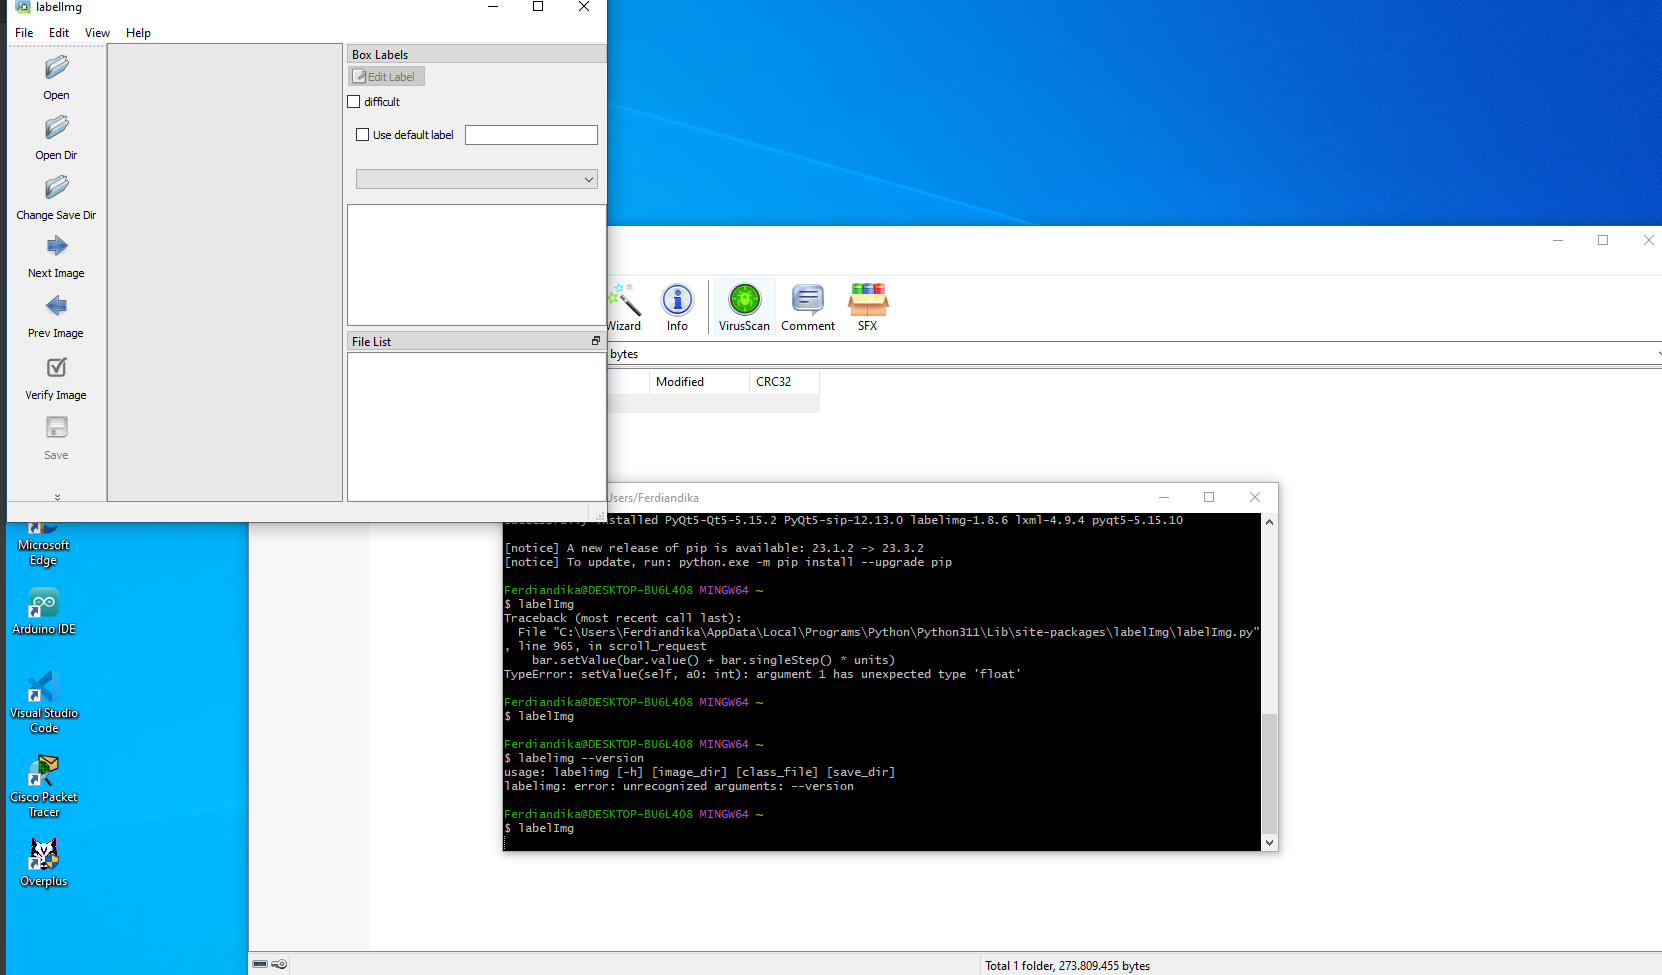 labelImg
File Edit View Help
Open
Open Dir
Change Save Dir
Next Image
Prev Image
Verify Image
Save
Box Labels
Edit Label
difficult
Use default label
File List
Wizard
Info
VirusScan
Comment
SFX
bytes
Modified
CRC32
Microsoft
Edge
Arduino IDE
Visual Studio
Code
Cisco Packet
Tracer
Overplus
Users/Ferdiandika
Successfully installed PyQt5-Qt5-5.15.2 PyQt5-sip-12.13.0 labelimg-1.8.6 lxml-4.9.4 pyqt5-5.15.10
[notice] A new release of pip is available: 23.1.2 -> 23.3.2
[notice] To update, run: python.exe -m pip install --upgrade pip
Ferdiandika@DESKTOP-BU6L4O8 MINGW64 ~
$ labelImg
Traceback (most recent call last):
File "C:\Users\Ferdiandika\AppData\Local\Programs\Python\Python311\Lib\site-packages\labelImg\labelImg.py"
, line 965, in scroll_request
bar.setValue(bar.value() + bar.singleStep() * units)
TypeError: setValue(self, a0: int): argument 1 has unexpected type 'float'
Ferdiandika@DESKTOP-BU6L4O8 MINGW64 ~
$ labelImg
Ferdiandika@DESKTOP-BU6L4O8 MINGW64 ~
$ labelimg --version
usage: labelimg [-h] [image_dir] [class_file] [save_dir]
labelimg: error: unrecognized arguments: --version
Ferdiandika@DESKTOP-BU6L4O8 MINGW64 ~
$ labelImg
Total 1 folder, 273.809.455 bytes